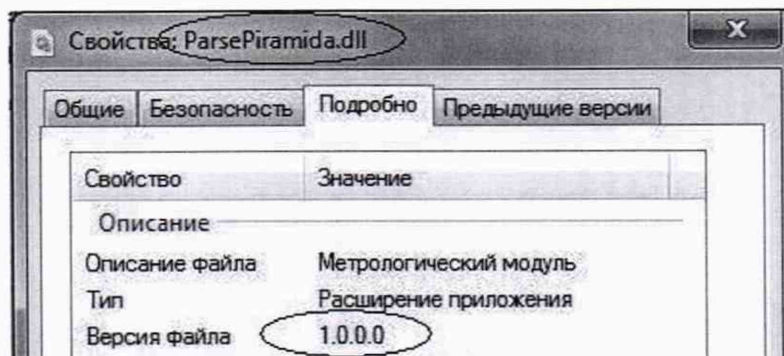 Свойства: ParsePiramida.dll
Общие Безопасность Подробно Предыдущие версии
Свойство Значение
Описание
Описание файла Метрологический модуль
Тип Расширение приложения
Версия файла 1.0.0.0